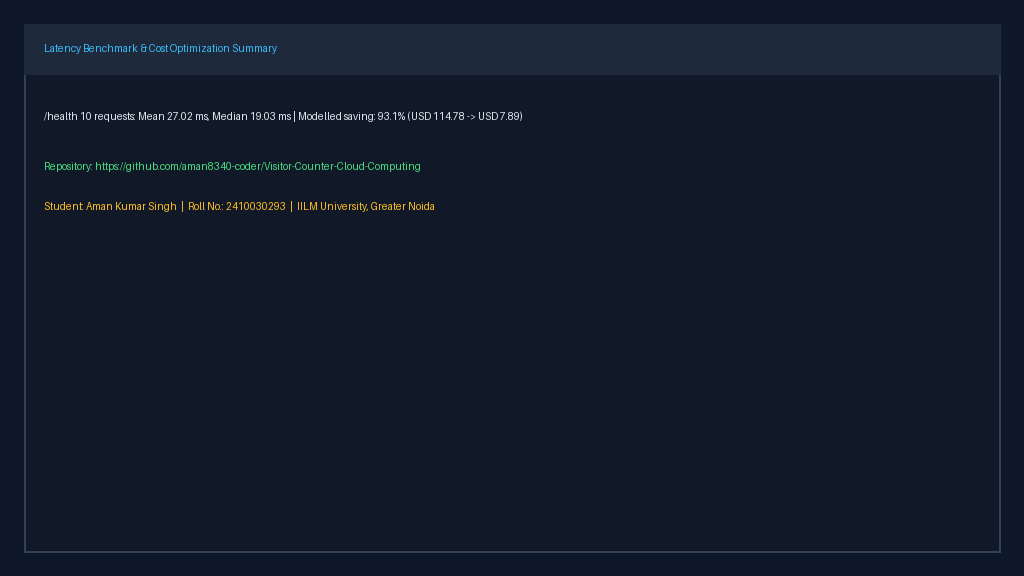 Latency Benchmark & Cost Optimization Summary
/health 10 requests: Mean 27.02 ms, Median 19.03 ms | Modelled saving: 93.1% (USD 114.78 -> USD 7.89)
Repository: https://github.com/aman8340-coder/Visitor-Counter-Cloud-Computing
Student: Aman Kumar Singh | Roll No.: 2410030293 | IILM University, Greater Noida